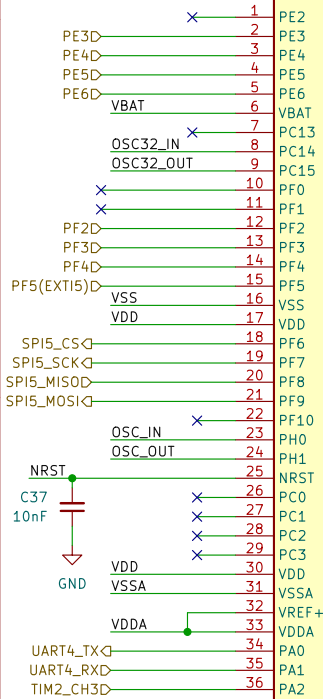 1 PE2
PE3 2 PE3
PE4 3 PE4
PE5 4 PE5
PE6 5 PE6
VBAT 6 VBAT
7 PC13
OSC32_IN 8 PC14
OSC32_OUT 9 PC15
10 PF0
11 PF1
PF2 12 PF2
PF3 13 PF3
PF4 14 PF4
PF5(EXTI5) 15 PF5
VSS 16 VSS
VDD 17 VDD
SPI5_CS 18 PF6
SPI5_SCK 19 PF7
SPI5_MISO 20 PF8
SPI5_MOSI 21 PF9
22 PF10
OSC_IN 23 PH0
OSC_OUT 24 PH1
NRST 25 NRST
C37 26 PC0
10nF 27 PC1
28 PC2
29 PC3
VDD 30 VDD
GND
VSSA 31 VSSA
32 VREF+
VDDA 33 VDDA
UART4_TX 34 PA0
UART4_RX 35 PA1
TIM2_CH3 36 PA2